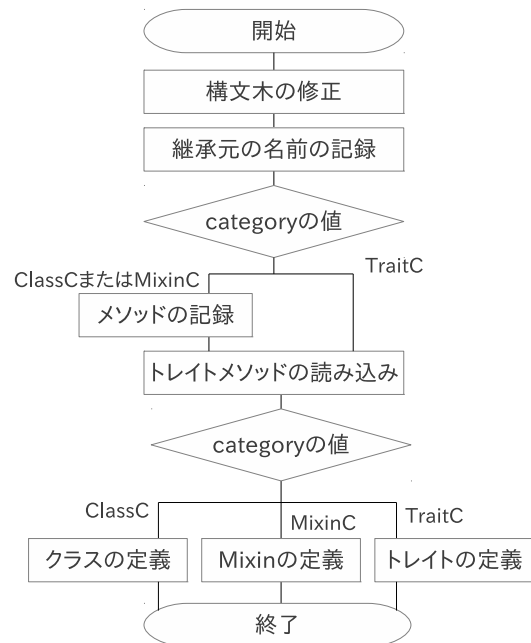 開始
構文木の修正
継承元の名前の記録
categoryの値
ClassCまたはMixinC
TraitC
メソッドの記録
トレイトメソッドの読み込み
categoryの値
ClassC
MixinC
TraitC
クラスの定義
Mixinの定義
トレイトの定義
終了